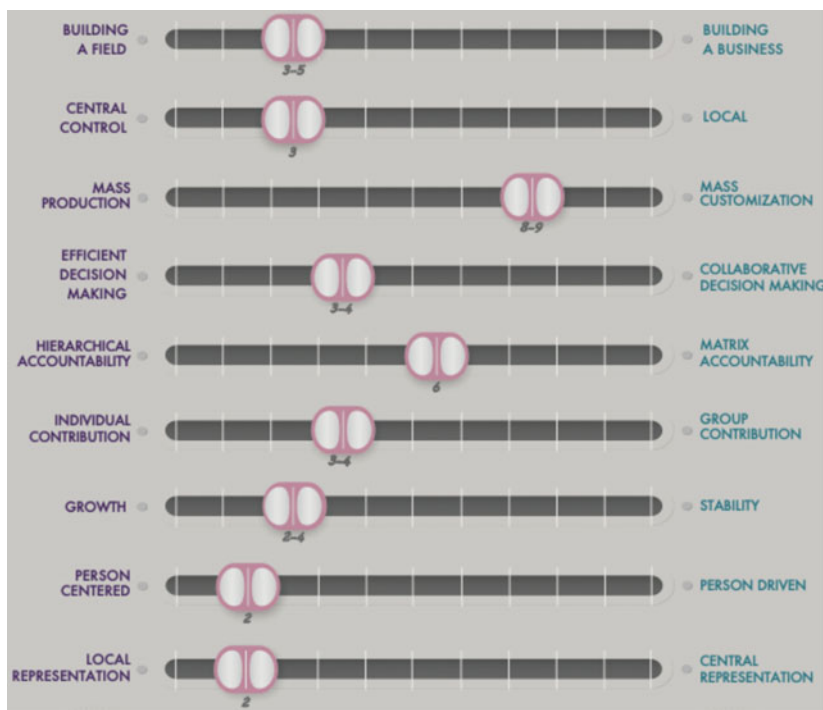 BUILDING
A FIELD
3–5
BUILDING
A BUSINESS
CENTRAL
CONTROL
3
LOCAL
MASS
PRODUCTION
8–9
MASS
CUSTOMIZATION
EFFICIENT
DECISION
MAKING
3–4
COLLABORATIVE
DECISION MAKING
HIERARCHICAL
ACCOUNTABILITY
6
MATRIX
ACCOUNTABILITY
INDIVIDUAL
CONTRIBUTION
3–4
GROUP
CONTRIBUTION
GROWTH
2–4
STABILITY
PERSON
CENTERED
2
PERSON DRIVEN
LOCAL
REPRESENTATION
2
CENTRAL
REPRESENTATION